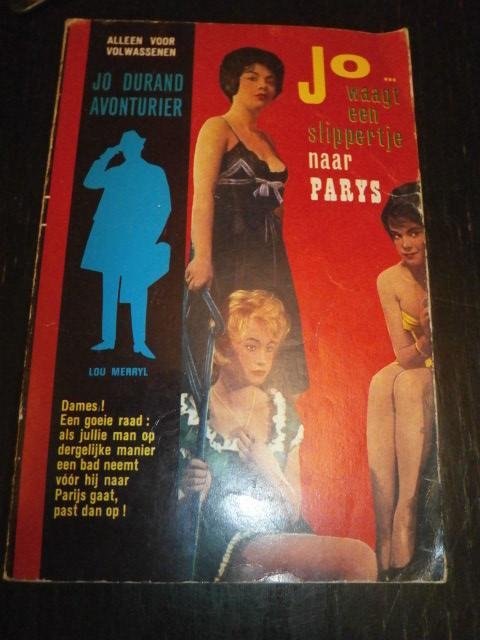 ALLEEN VOOR
VOLWASSENEN
JO DURAND
AVONTURIER
Jo...
waagt
een
slippertje
naar
PARYS
LOU MERRYL
Dames!
Een goeie raad:
als jullie man op
dergelijke manier
een bad neemt
vóór hij naar
Parijs gaat,
past dan op!